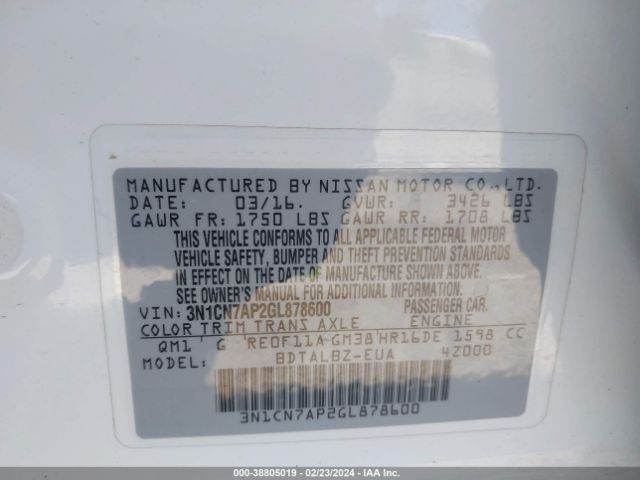 MANUFACTURED BY NISSAN MOTOR CO.,LTD.
DATE: 03/16. GVWR: 3426 LBS
GAWR FR: 1750 LBS GAWR RR: 1708 LBS
THIS VEHICLE CONFORMS TO ALL APPLICABLE FEDERAL MOTOR
VEHICLE SAFETY, BUMPER AND THEFT PREVENTION STANDARDS
IN EFFECT ON THE DATE OF MANUFACTURE SHOWN ABOVE.
SEE OWNER'S MANUAL FOR ADDITIONAL INFORMATION.
VIN: 3N1CN7AP2GL878600 PASSENGER CAR.
COLOR TRIM TRANS AXLE ENGINE
QM1 G RE0F11A GM38 HR16DE 1598 CC
MODEL: BDTALBZ-EUA 4Z000
3N1CN7AP2GL878600
000-38805019 - 02/23/2024 - IAA Inc.